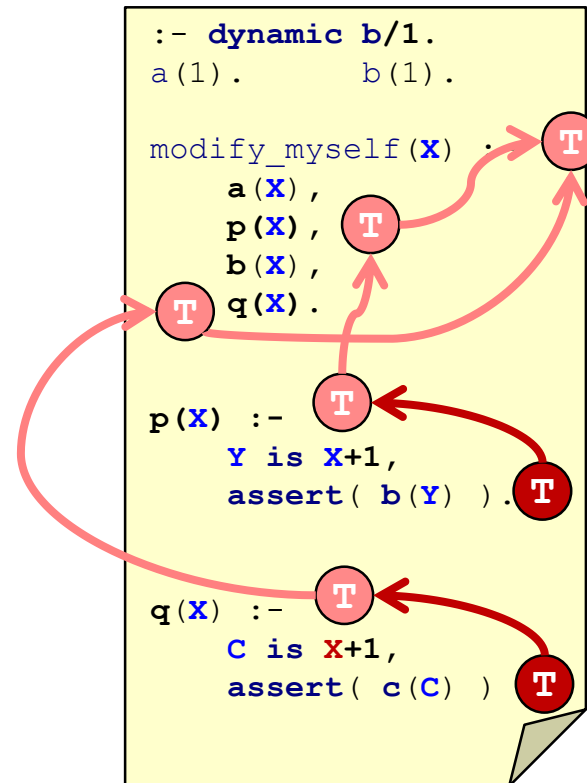 :- dynamic b/1.
a(1). b(1).
modify_myself(X) : T
a(X),
p(X), T
b(X),
T q(X).
p(X) :- T
Y is X+1,
assert( b(Y) ). T
q(X) :- T
C is X+1,
assert( c(C) ) T